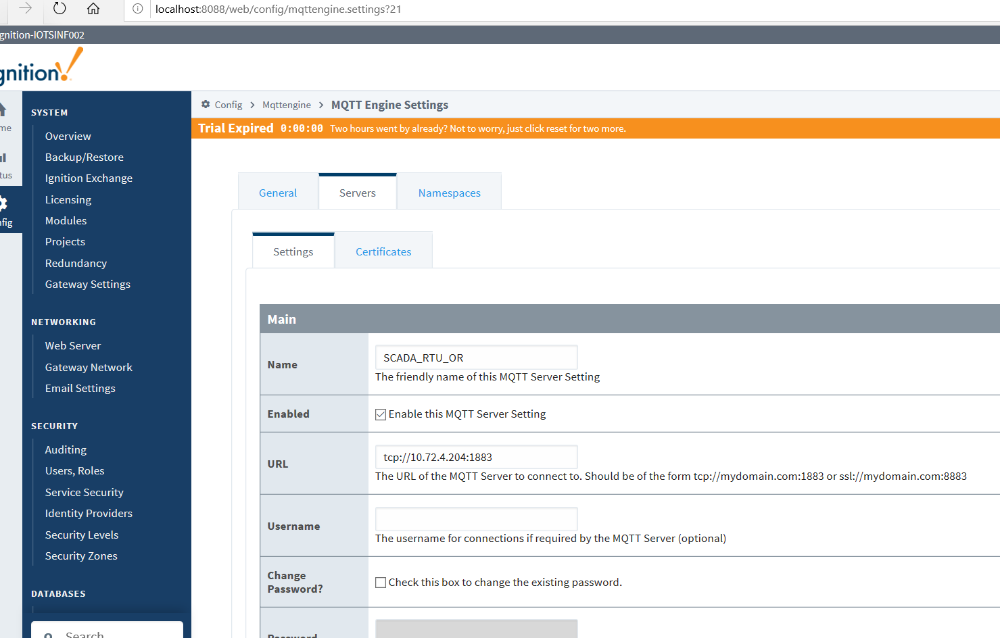 localhost:8088/web/config/mqttengine.settings?21
gnition-IOTSINF002
gnition!
me
tus
nfig
SYSTEM
Overview
Backup/Restore
Ignition Exchange
Licensing
Modules
Projects
Redundancy
Gateway Settings
NETWORKING
Web Server
Gateway Network
Email Settings
SECURITY
Auditing
Users, Roles
Service Security
Identity Providers
Security Levels
Security Zones
DATABASES
Search
Config > Mqttengine > MQTT Engine Settings
Trial Expired 0:00:00 Two hours went by already? Not to worry, just click reset for two more.
General Servers Namespaces
Settings Certificates
Main
Name
SCADA_RTU_OR
The friendly name of this MQTT Server Setting
Enabled
Enable this MQTT Server Setting
URL
tcp://10.72.4.204:1883
The URL of the MQTT Server to connect to. Should be of the form tcp://mydomain.com:1883 or ssl://mydomain.com:8883
Username
The username for connections if required by the MQTT Server (optional)
Change
Password?
Check this box to change the existing password.
Password